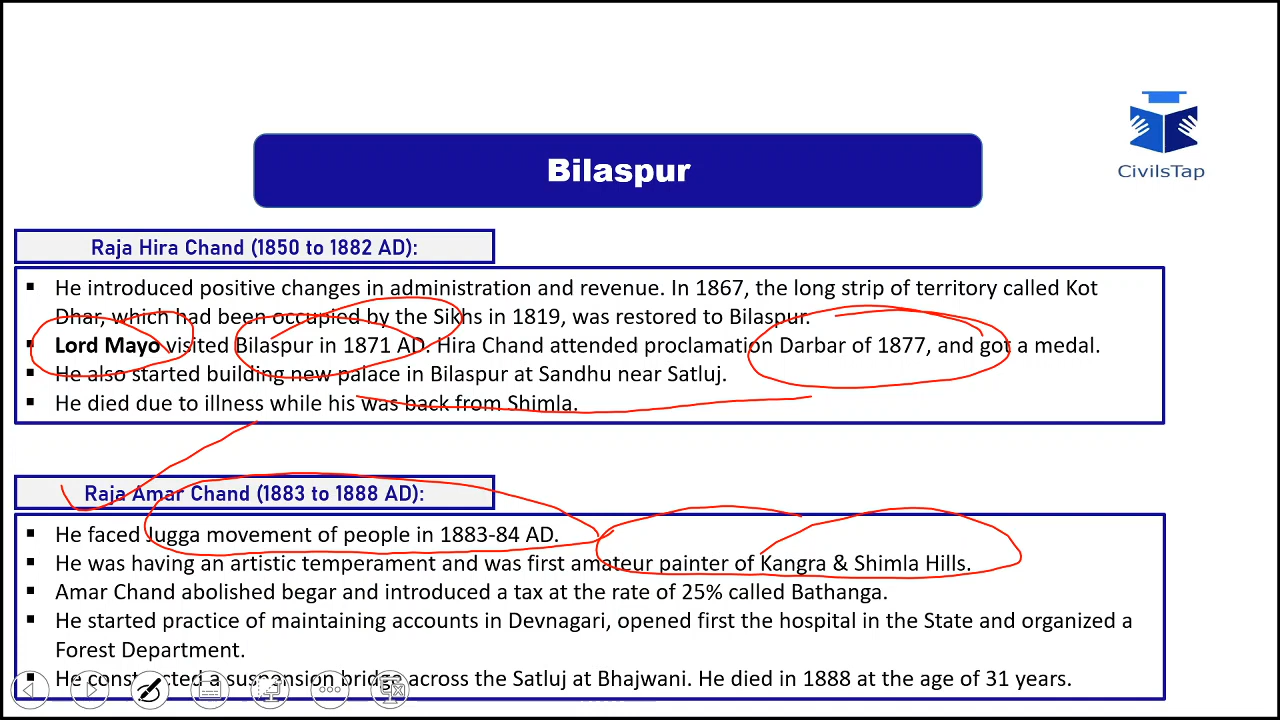 CivilsTap
Bilaspur
Raja Hira Chand (1850 to 1882 AD):
▪ He introduced positive changes in administration and revenue. In 1867, the long strip of territory called Kot
Dhar, which had been occupied by the Sikhs in 1819, was restored to Bilaspur.
▪ Lord Mayo visited Bilaspur in 1871 AD. Hira Chand attended proclamation Darbar of 1877, and got a medal.
▪ He also started building new palace in Bilaspur at Sandhu near Satluj.
▪ He died due to illness while his was back from Shimla.
Raja Amar Chand (1883 to 1888 AD):
▪ He faced Jugga movement of people in 1883-84 AD.
▪ He was having an artistic temperament and was first amateur painter of Kangra & Shimla Hills.
▪ Amar Chand abolished begar and introduced a tax at the rate of 25% called Bathanga.
▪ He started practice of maintaining accounts in Devnagari, opened first the hospital in the State and organized a
Forest Department.
▪ He constructed a suspension bridge across the Satluj at Bhajwani. He died in 1888 at the age of 31 years.